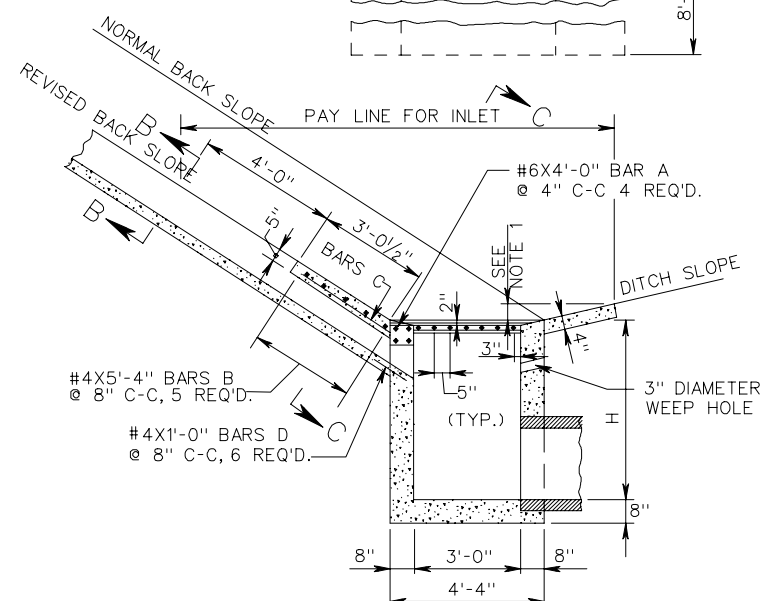 8'-
NORMAL BACK SLOPE
REVISED BACK SLOPE
PAY LINE FOR INLET
C
B
B
4'-0"
#6X4'-0" BAR A
@ 4" C-C 4 REQ'D.
5"
3'-0½"
BARS C
SEE
NOTE 1
DITCH SLOPE
2"
4"
3"
#4X5'-4" BARS B
@ 8" C-C, 5 REQ'D.
5"
(TYP.)
3" DIAMETER
WEEP HOLE
H
C
#4X1'-0" BARS D
@ 8" C-C, 6 REQ'D.
8"
8"
3'-0"
8"
4'-4"